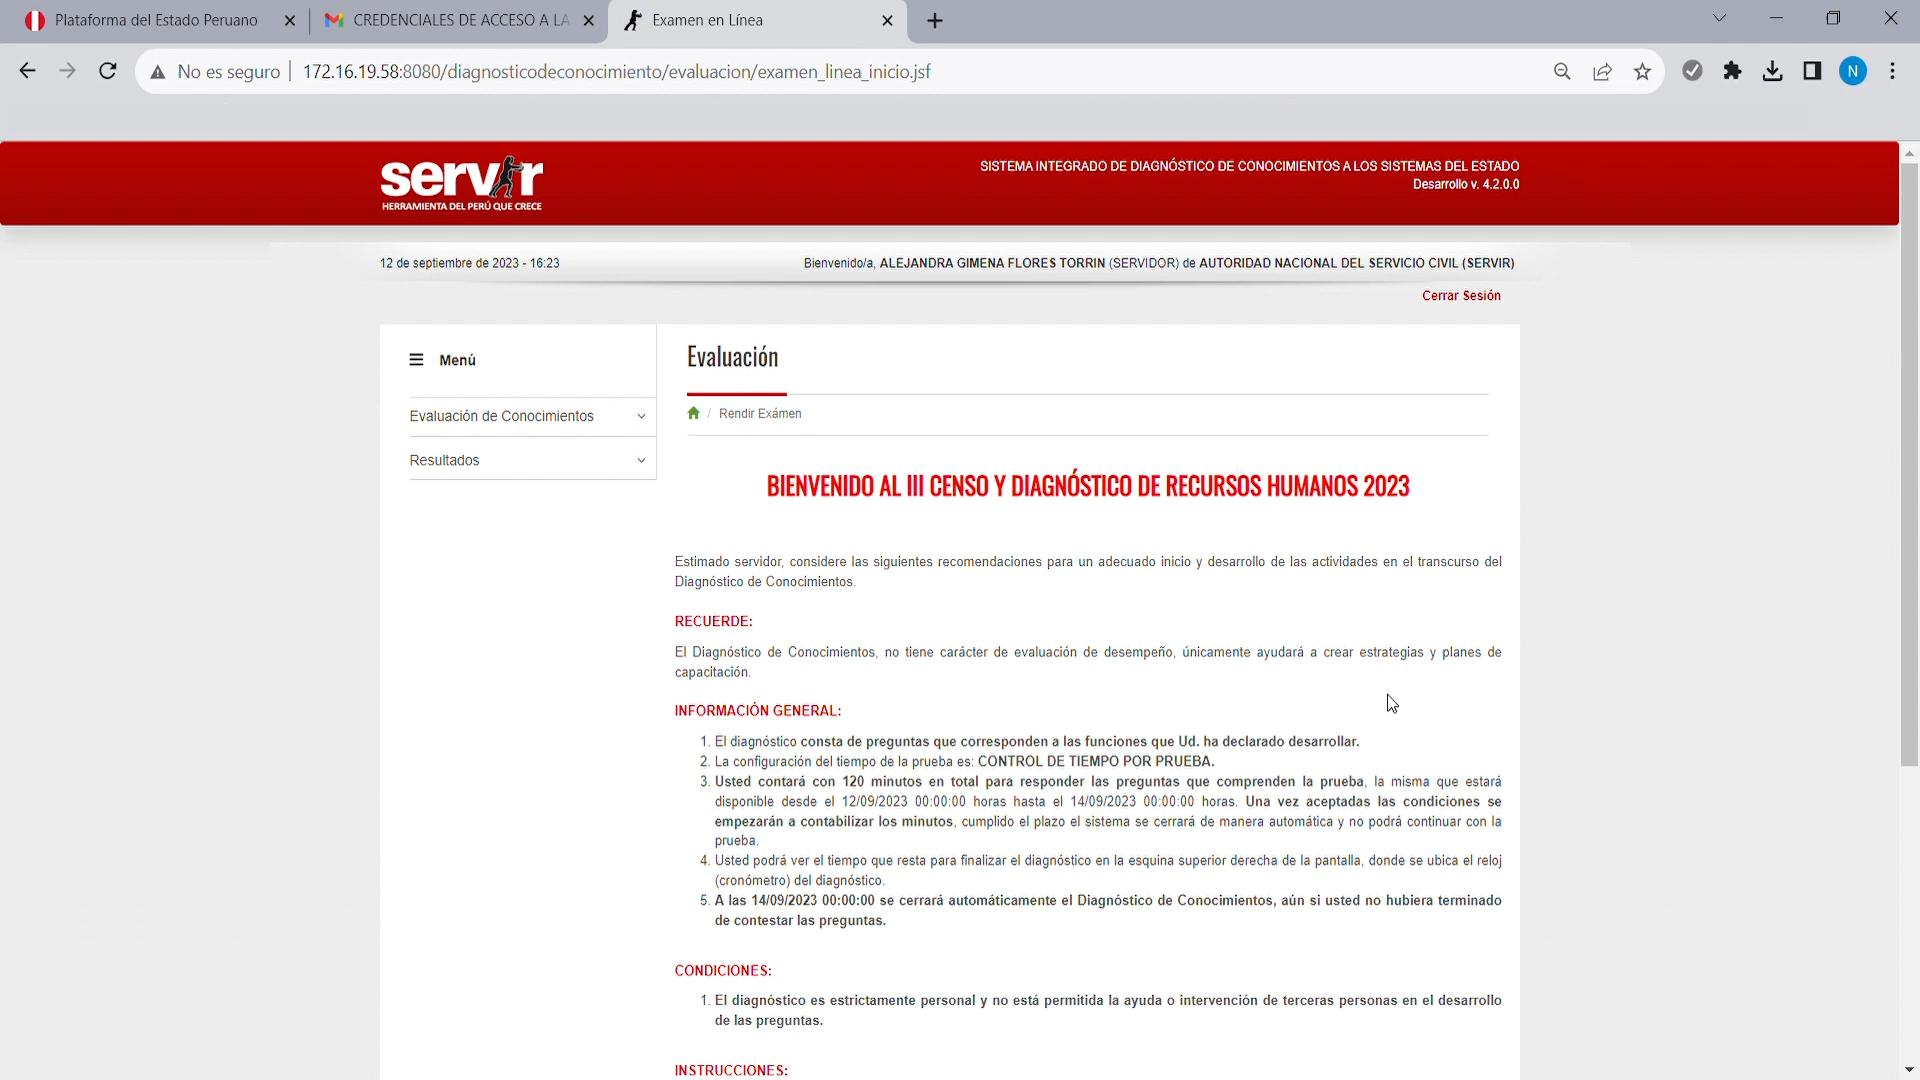 Plataforma del Estado Peruano
CREDENCIALES DE ACCESO A LA
Examen en Línea
No es seguro
172.16.19.58:8080/diagnosticodeconocimiento/evaluacion/examen_linea_inicio.jsf
N
servir
HERRAMIENTA DEL PERÚ QUE CRECE
SISTEMA INTEGRADO DE DIAGNÓSTICO DE CONOCIMIENTOS A LOS SISTEMAS DEL ESTADO
Desarrollo v. 4.2.0.0
12 de septiembre de 2023 - 16:23
Bienvenido/a, ALEJANDRA GIMENA FLORES TORRIN (SERVIDOR) de AUTORIDAD NACIONAL DEL SERVICIO CIVIL (SERVIR)
Cerrar Sesión
Menú
Evaluación de Conocimientos
Resultados
Evaluación
/ Rendir Exámen
BIENVENIDO AL III CENSO Y DIAGNÓSTICO DE RECURSOS HUMANOS 2023
Estimado servidor, considere las siguientes recomendaciones para un adecuado inicio y desarrollo de las actividades en el transcurso del
Diagnóstico de Conocimientos.
RECUERDE:
El Diagnóstico de Conocimientos, no tiene carácter de evaluación de desempeño, únicamente ayudará a crear estrategias y planes de
capacitación.
INFORMACIÓN GENERAL:
1. El diagnóstico consta de preguntas que corresponden a las funciones que Ud. ha declarado desarrollar.
2. La configuración del tiempo de la prueba es: CONTROL DE TIEMPO POR PRUEBA.
3. Usted contará con 120 minutos en total para responder las preguntas que comprenden la prueba, la misma que estará
disponible desde el 12/09/2023 00:00:00 horas hasta el 14/09/2023 00:00:00 horas. Una vez aceptadas las condiciones se
empezarán a contabilizar los minutos, cumplido el plazo el sistema se cerrará de manera automática y no podrá continuar con la
prueba.
4. Usted podrá ver el tiempo que resta para finalizar el diagnóstico en la esquina superior derecha de la pantalla, donde se ubica el reloj
(cronómetro) del diagnóstico.
5. A las 14/09/2023 00:00:00 se cerrará automáticamente el Diagnóstico de Conocimientos, aún si usted no hubiera terminado
de contestar las preguntas.
CONDICIONES:
1. El diagnóstico es estrictamente personal y no está permitida la ayuda o intervención de terceras personas en el desarrollo
de las preguntas.
INSTRUCCIONES: